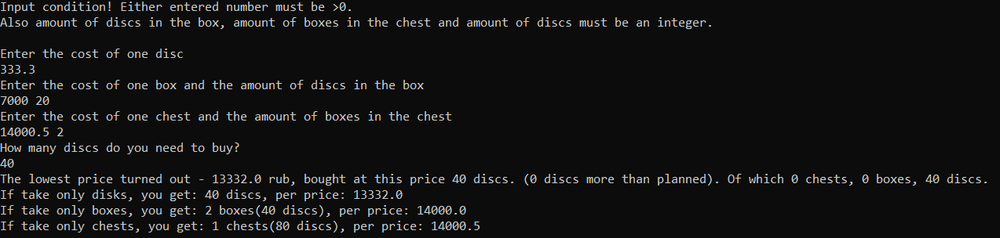 Input condition! Either entered number must be >0.
Also amount of discs in the box, amount of boxes in the chest and amount of discs must be an integer.
Enter the cost of one disc
333.3
Enter the cost of one box and the amount of discs in the box
7000 20
Enter the cost of one chest and the amount of boxes in the chest
14000.5 2
How many discs do you need to buy?
40
The lowest price turned out - 13332.0 rub, bought at this price 40 discs. (0 discs more than planned). Of which 0 chests, 0 boxes, 40 discs.
If take only disks, you get: 40 discs, per price: 13332.0
If take only boxes, you get: 2 boxes(40 discs), per price: 14000.0
If take only chests, you get: 1 chests(80 discs), per price: 14000.5